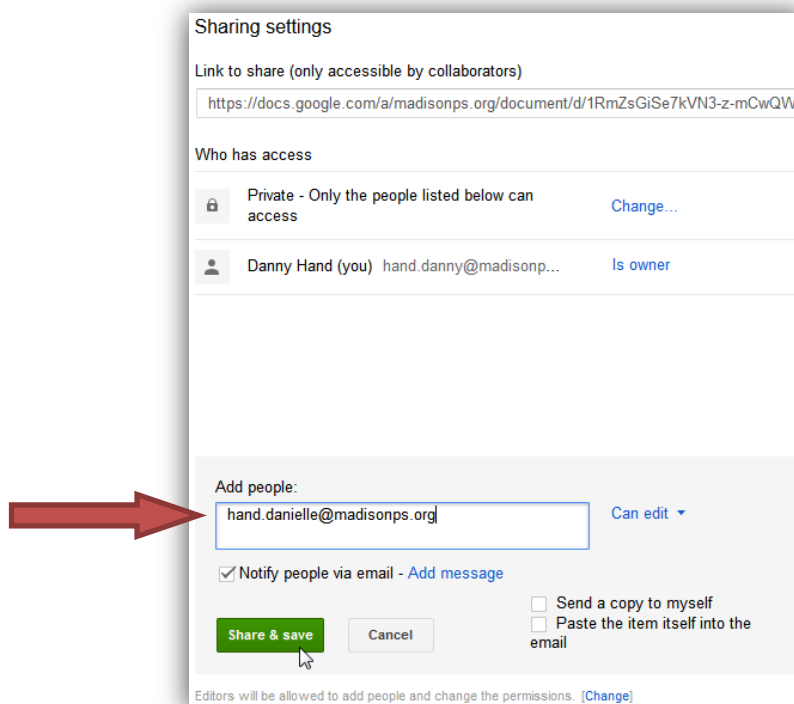 Sharing settings
Link to share (only accessible by collaborators)
https://docs.google.com/a/madisonps.org/document/d/1RmZsGiSe7kVN3-z-mCwQW
Who has access
Private - Only the people listed below can
access
Change...
Danny Hand (you) hand.danny@madisonp... Is owner
Add people:
hand.danielle@madisonps.org
Can edit
Notify people via email - Add message
Send a copy to myself
Paste the item itself into the
email
Share & save
Cancel
Editors will be allowed to add people and change the permissions. [Change]